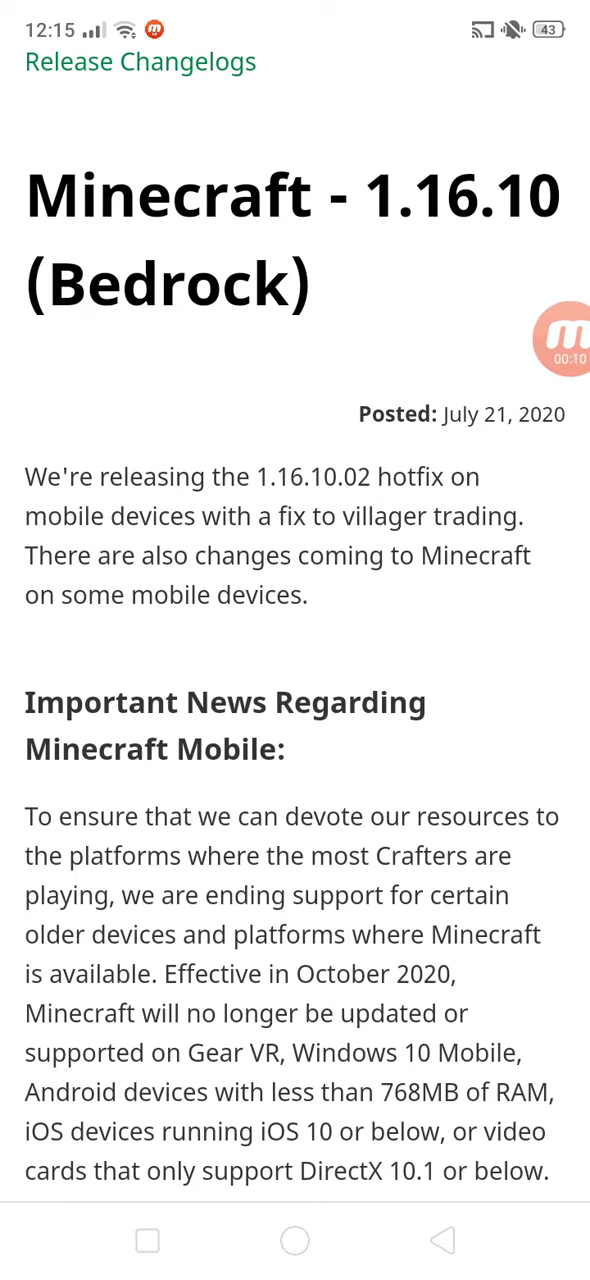 12:15
43
Release Changelogs
Minecraft - 1.16.10
(Bedrock)
00:10
Posted: July 21, 2020
We're releasing the 1.16.10.02 hotfix on
mobile devices with a fix to villager trading.
There are also changes coming to Minecraft
on some mobile devices.
Important News Regarding
Minecraft Mobile:
To ensure that we can devote our resources to
the platforms where the most Crafters are
playing, we are ending support for certain
older devices and platforms where Minecraft
is available. Effective in October 2020,
Minecraft will no longer be updated or
supported on Gear VR, Windows 10 Mobile,
Android devices with less than 768MB of RAM,
iOS devices running iOS 10 or below, or video
cards that only support DirectX 10.1 or below.